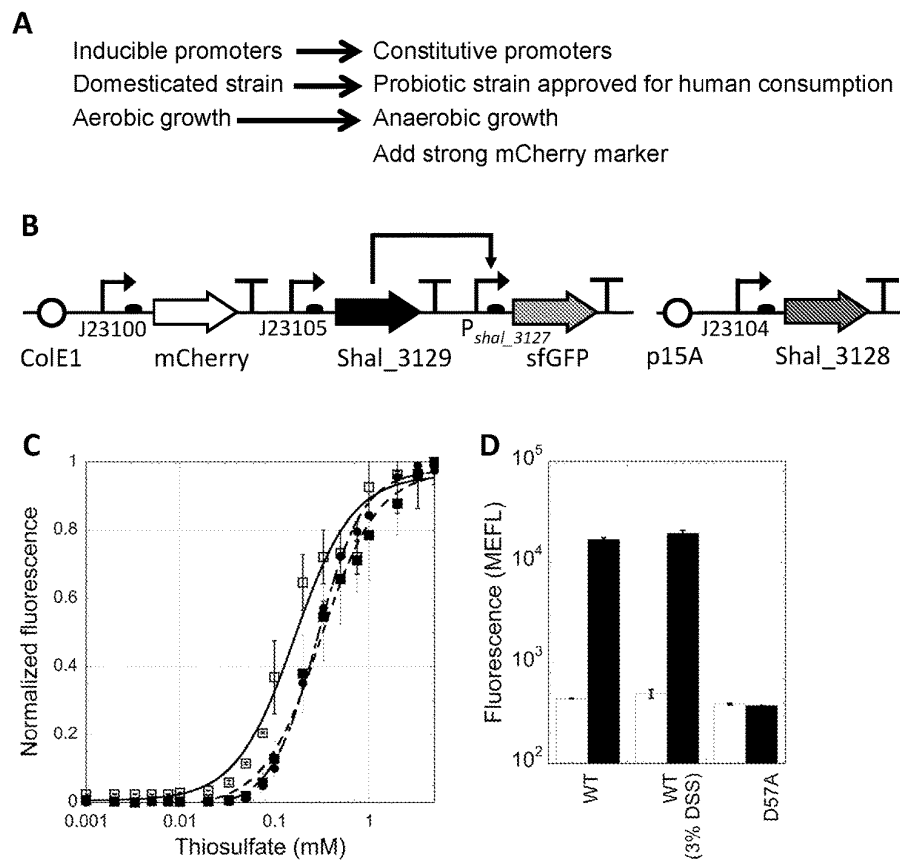 A
Inducible promoters Constitutive promoters
Domesticated strain Probiotic strain approved for human consumption
Aerobic growth Anaerobic growth
Add strong mCherry marker
B
J23100 J23105 P shal_3127 J23104
ColE1 mCherry Shal_3129 sfGFP p15A Shal_3128
C
Normalized fluorescence
1
0.8
0.6
0.4
0.2
0
0.001 0.01 0.1 1
Thiosulfate (mM)
D
Fluorescence (MEFL)
10^5
10^4
10^3
10^2
WT
WT
(3% DSS)
D57A